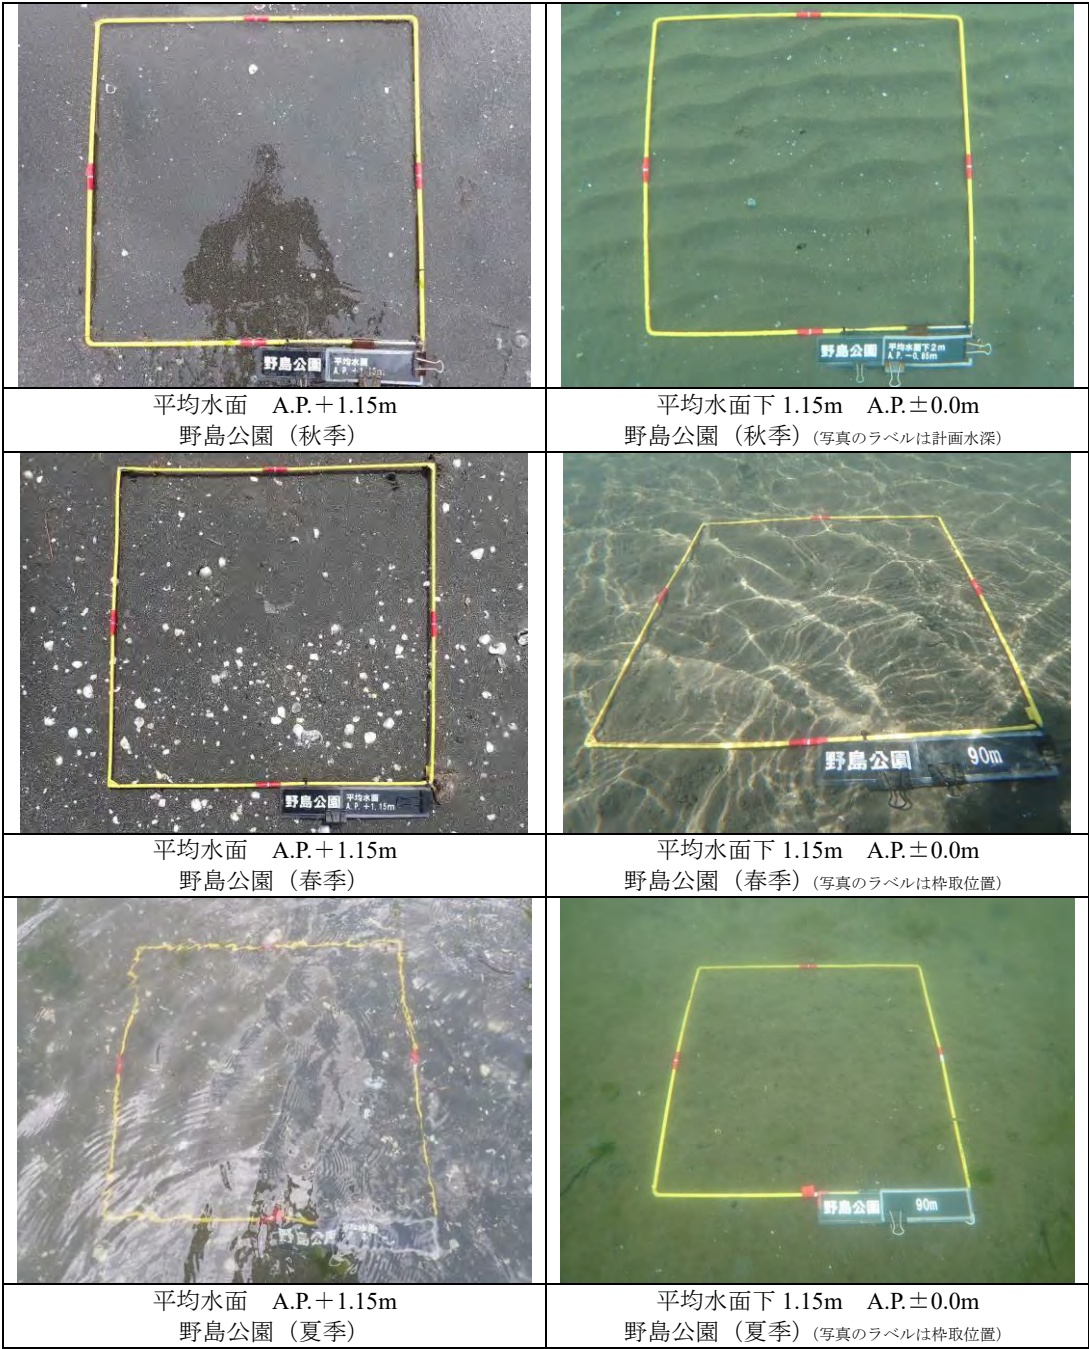 野島公園 平均水面
A.P.+1.15m
野島公園 平均水面下2m
A.P.-0.85m
平均水面 A.P.＋1.15m
野島公園（秋季）
平均水面下 1.15m A.P.±0.0m
野島公園（秋季）(写真のラベルは計画水深)
野島公園 平均水面
A.P.+1.15m
野島公園 90m
平均水面 A.P.＋1.15m
野島公園（春季）
平均水面下 1.15m A.P.±0.0m
野島公園（春季）(写真のラベルは枠取位置)
野島公園
野島公園 90m
平均水面 A.P.＋1.15m
野島公園（夏季）
平均水面下 1.15m A.P.±0.0m
野島公園（夏季）(写真のラベルは枠取位置)